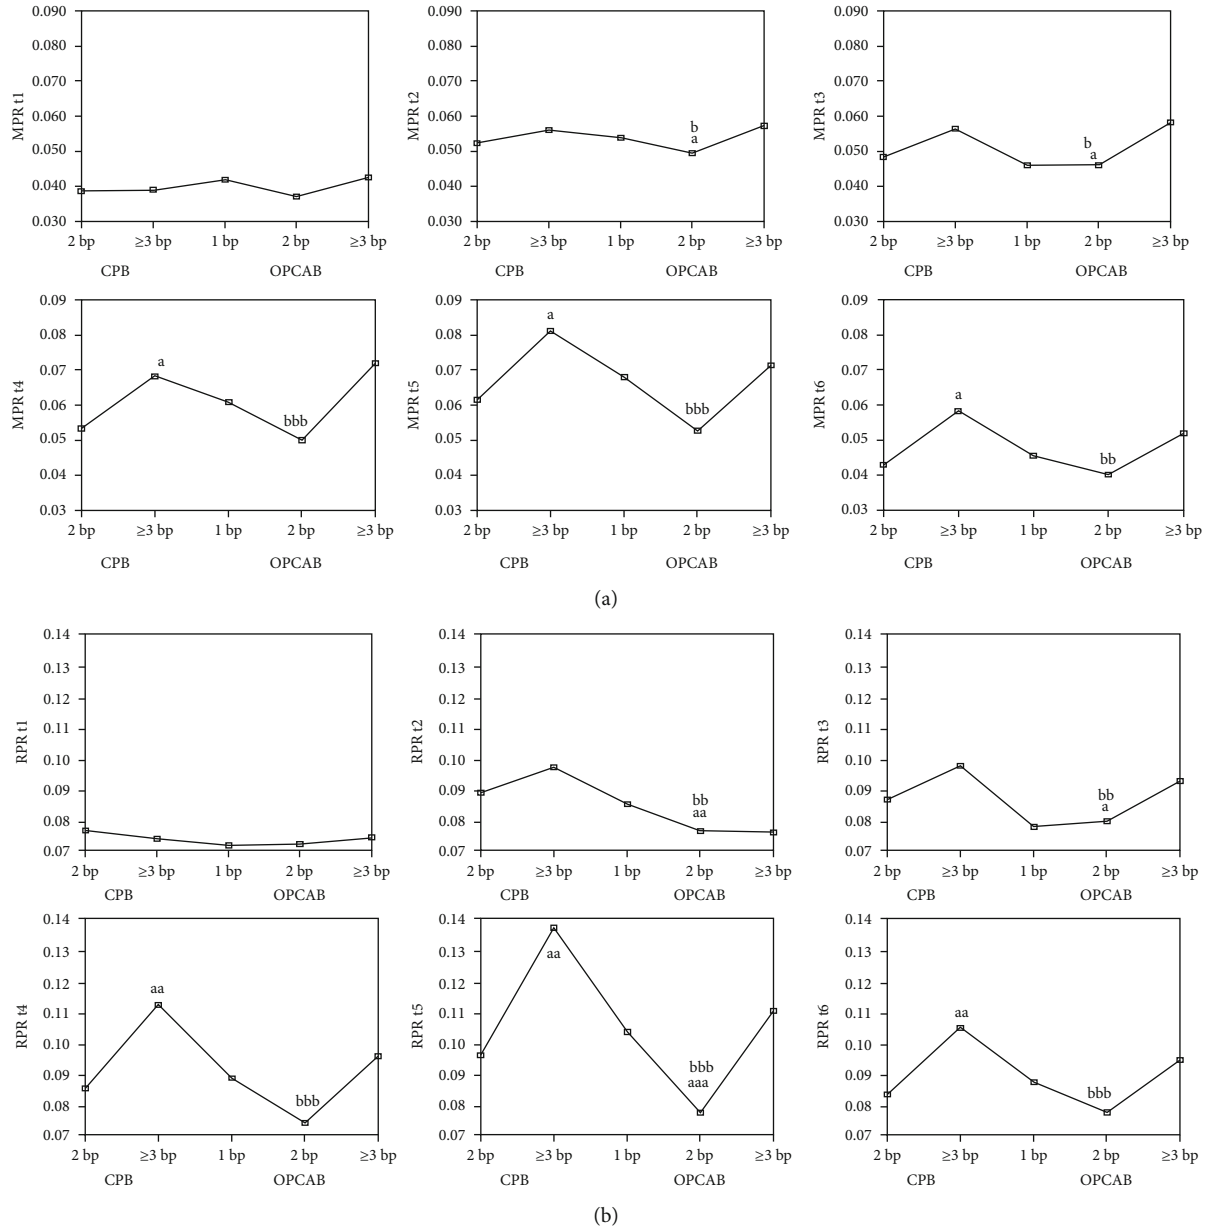 MPR t1
0.090
0.080
0.070
0.060
0.050
0.040
0.030
2 bp ≥3 bp 1 bp 2 bp ≥3 bp
CPB OPCAB
MPR t2
0.090
0.080
0.070
0.060
0.050
0.040
0.030
b
a
2 bp ≥3 bp 1 bp 2 bp ≥3 bp
CPB OPCAB
MPR t3
0.090
0.080
0.070
0.060
0.050
0.040
0.030
b
a
2 bp ≥3 bp 1 bp 2 bp ≥3 bp
CPB OPCAB
MPR t4
0.09
0.08
0.07
0.06
0.05
0.04
0.03
a
bbb
2 bp ≥3 bp 1 bp 2 bp ≥3 bp
CPB OPCAB
MPR t5
0.09
0.08
0.07
0.06
0.05
0.04
0.03
a
bbb
2 bp ≥3 bp 1 bp 2 bp ≥3 bp
CPB OPCAB
MPR t6
0.09
0.08
0.07
0.06
0.05
0.04
0.03
a
bb
2 bp ≥3 bp 1 bp 2 bp ≥3 bp
CPB OPCAB
(a)
RPR t1
0.14
0.13
0.12
0.11
0.10
0.09
0.08
0.07
2 bp ≥3 bp 1 bp 2 bp ≥3 bp
CPB OPCAB
RPR t2
0.14
0.13
0.12
0.11
0.10
0.09
0.08
0.07
bb
aa
2 bp ≥3 bp 1 bp 2 bp ≥3 bp
CPB OPCAB
RPR t3
0.14
0.13
0.12
0.11
0.10
0.09
0.08
0.07
bb
a
2 bp ≥3 bp 1 bp 2 bp ≥3 bp
CPB OPCAB
RPR t4
0.14
0.13
0.12
0.11
0.10
0.09
0.08
0.07
aa
bbb
2 bp ≥3 bp 1 bp 2 bp ≥3 bp
CPB OPCAB
RPR t5
0.14
0.13
0.12
0.11
0.10
0.09
0.08
0.07
aa
bbb
aaa
2 bp ≥3 bp 1 bp 2 bp ≥3 bp
CPB OPCAB
RPR t6
0.14
0.13
0.12
0.11
0.10
0.09
0.08
0.07
aa
bbb
2 bp ≥3 bp 1 bp 2 bp ≥3 bp
CPB OPCAB
(b)